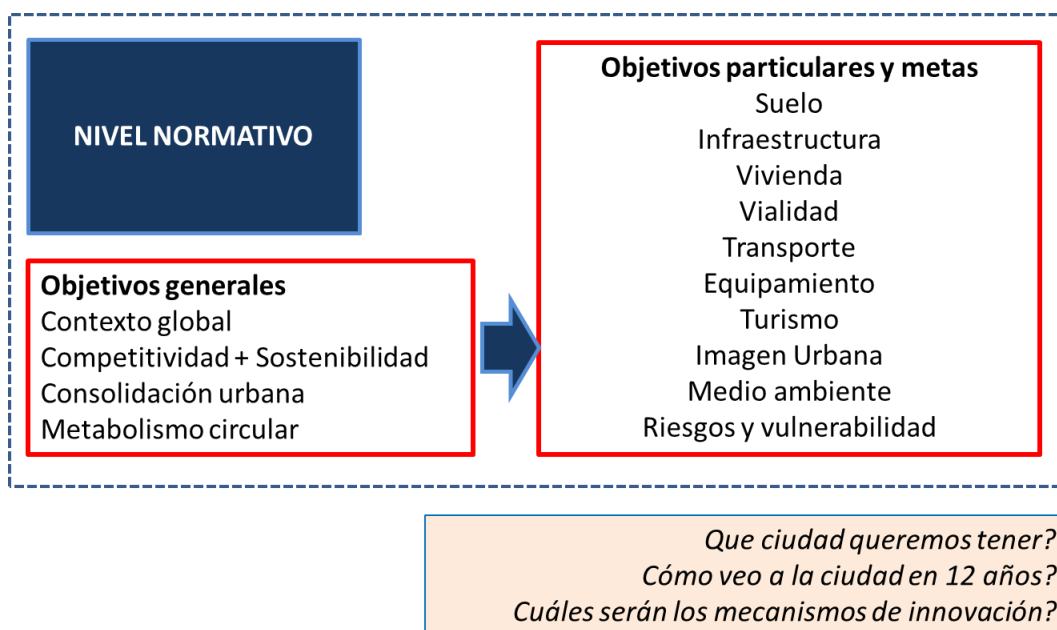 NIVEL NORMATIVO
Objetivos generales
Contexto global
Competitividad + Sostenibilidad
Consolidación urbana
Metabolismo circular
Objetivos particulares y metas
Suelo
Infraestructura
Vivienda
Vialidad
Transporte
Equipamiento
Turismo
Imagen Urbana
Medio ambiente
Riesgos y vulnerabilidad
Que ciudad queremos tener?
Cómo veo a la ciudad en 12 años?
Cuáles serán los mecanismos de innovación?